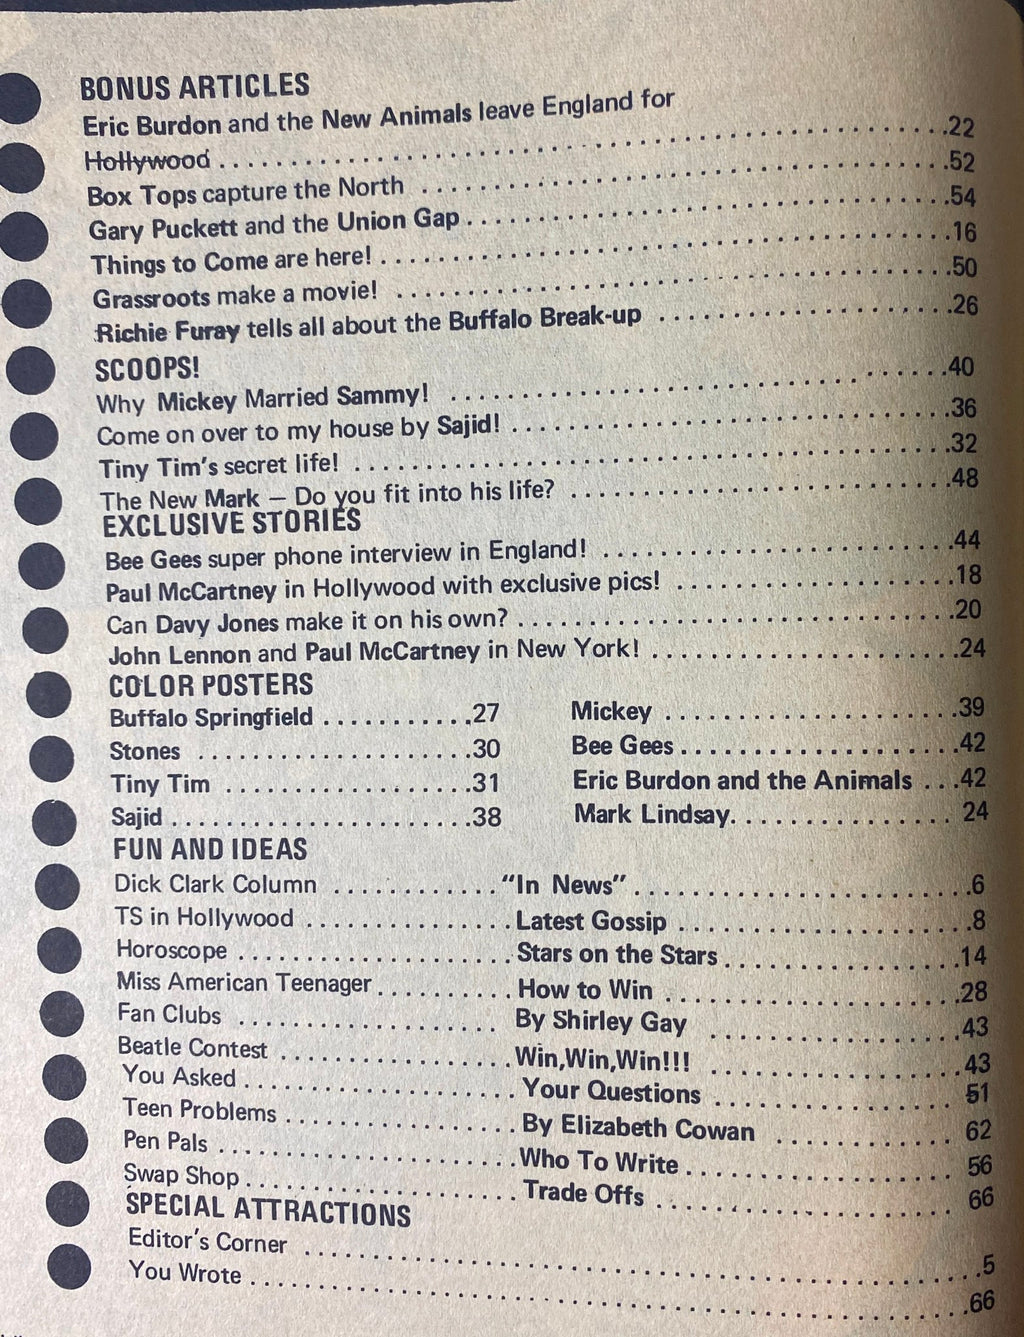 BONUS ARTICLES
Eric Burdon and the New Animals leave England for
Hollywood ........................................22
Box Tops capture the North ..............................52
Gary Puckett and the Union Gap ..............................54
Things to Come are here! ..............................16
Grassroots make a movie! ..............................50
Richie Furay tells all about the Buffalo Break-up ..................26
SCOOPS!
Why Mickey Married Sammy! ..............................40
Come on over to my house by Sajid! ..........................36
Tiny Tim's secret life! ..............................32
The New Mark — Do you fit into his life? ......................48
EXCLUSIVE STORIES
Bee Gees super phone interview in England! .....................44
Paul McCartney in Hollywood with exclusive pics! ................18
Can Davy Jones make it on his own? ..........................20
John Lennon and Paul McCartney in New York! ..................24
COLOR POSTERS
Buffalo Springfield ..........27 Mickey ..................39
Stones ..................30 Bee Gees .................42
Tiny Tim ................31 Eric Burdon and the Animals ...42
Sajid ..................38 Mark Lindsay.............. 24
FUN AND IDEAS
Dick Clark Column .......... "In News" ....................6
TS in Hollywood ............ Latest Gossip ..................8
Horoscope ................ Stars on the Stars ..............14
Miss American Teenager ......... How to Win ..................28
Fan Clubs ................ By Shirley Gay ...............43
Beatle Contest .............. Win,Win,Win!!! ...............43
You Asked ................ Your Questions .............. 51
Teen Problems .............. By Elizabeth Cowan ........... 62
Pen Pals .................. Who To Write ................ 56
Swap Shop ................ Trade Offs .................. 66
SPECIAL ATTRACTIONS
Editor's Corner ........................................5
You Wrote ..........................................66